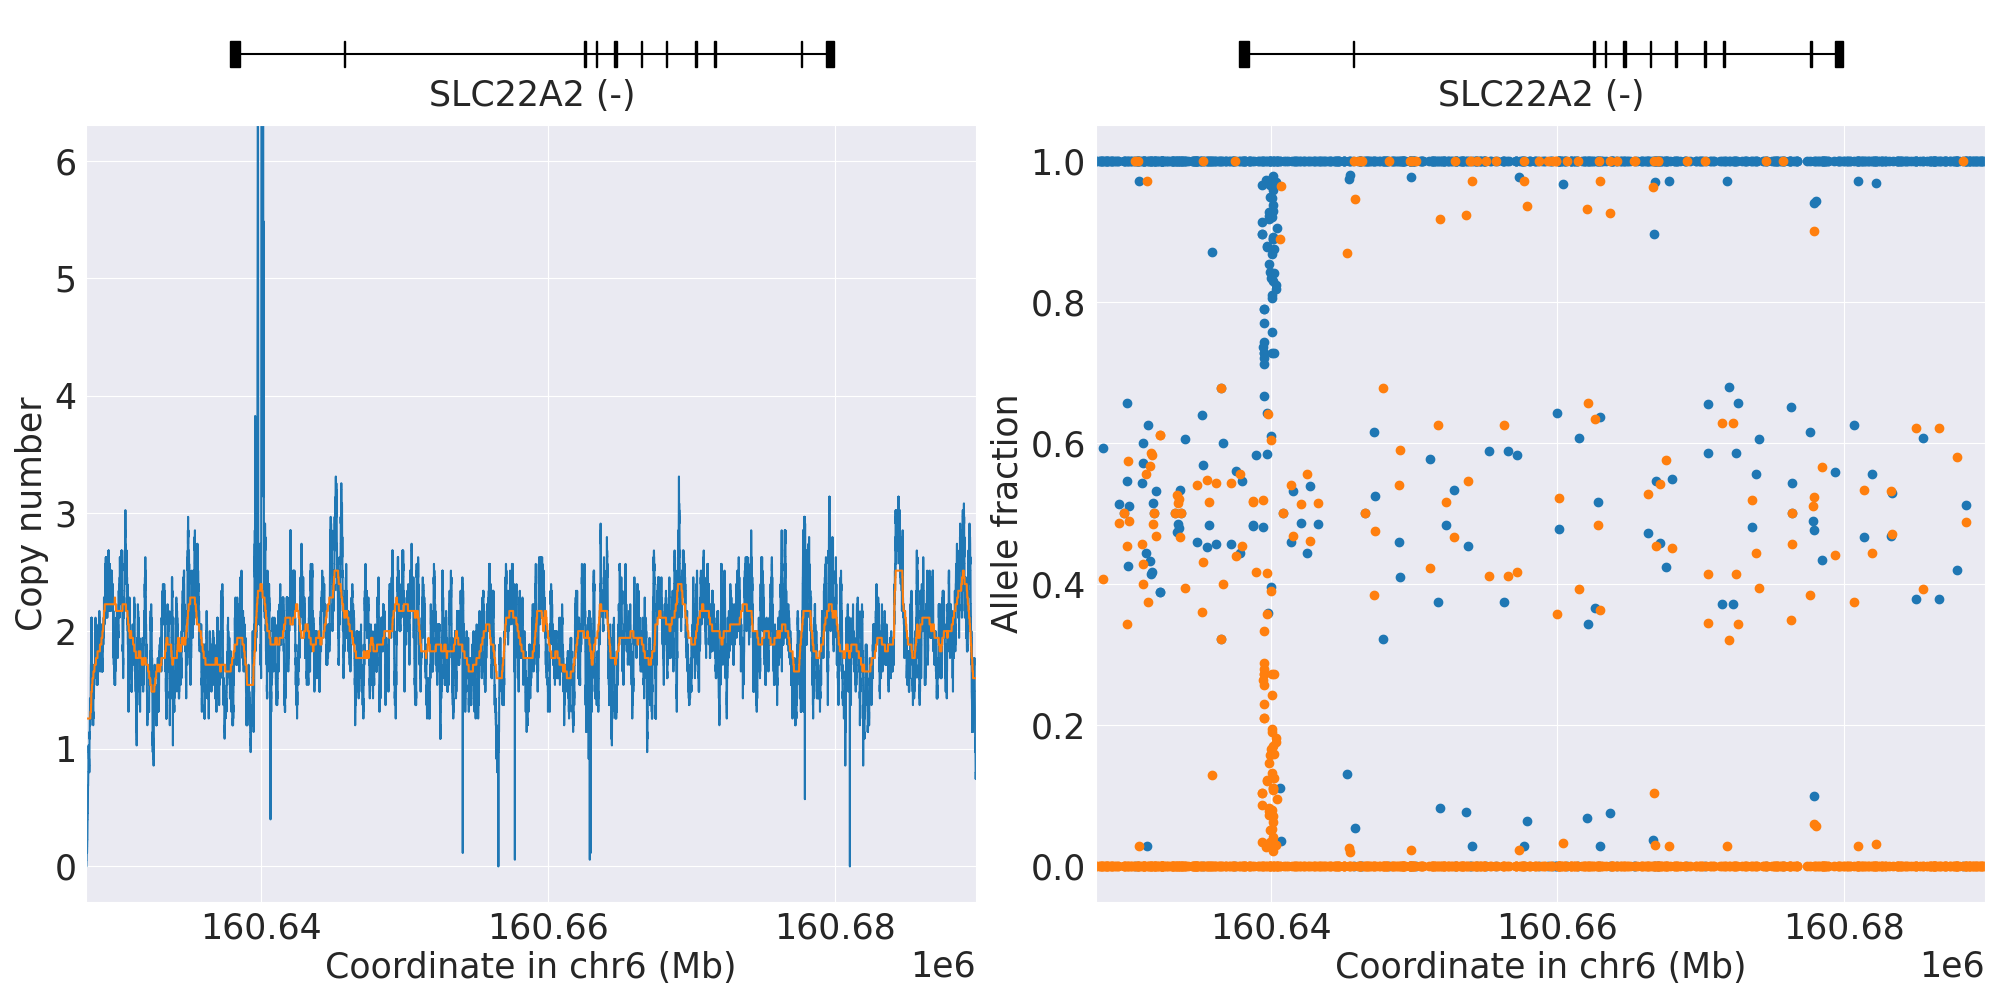 SLC22A2 (-)
SLC22A2 (-)
Copy number
6
5
4
3
2
1
0
160.64
160.66
160.68
Coordinate in chr6 (Mb)
1e6
Allele fraction
1.0
0.8
0.6
0.4
0.2
0.0
160.64
160.66
160.68
Coordinate in chr6 (Mb)
1e6